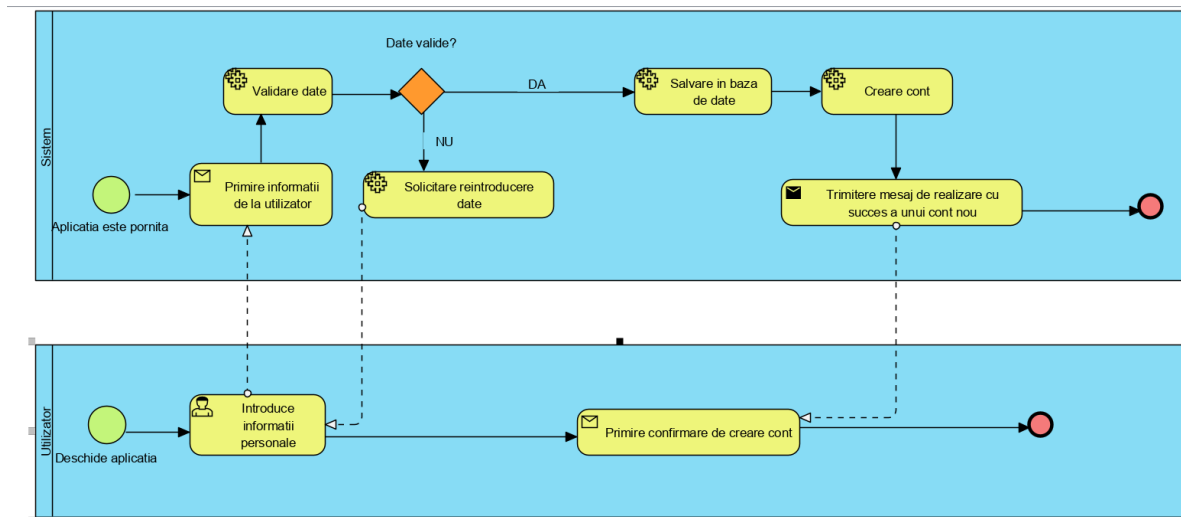 Date valide?
Sistem
Validare date
DA
Salvare in baza
de date
Creare cont
NU
Primire informatii
de la utilizator
Solicitare reintroducere
date
Trimitere mesaj de realizare cu
succes a unui cont nou
Aplicatia este pornita
Utilizator
Introduce
informatii
personale
Primire confirmare de creare cont
Deschide aplicatia